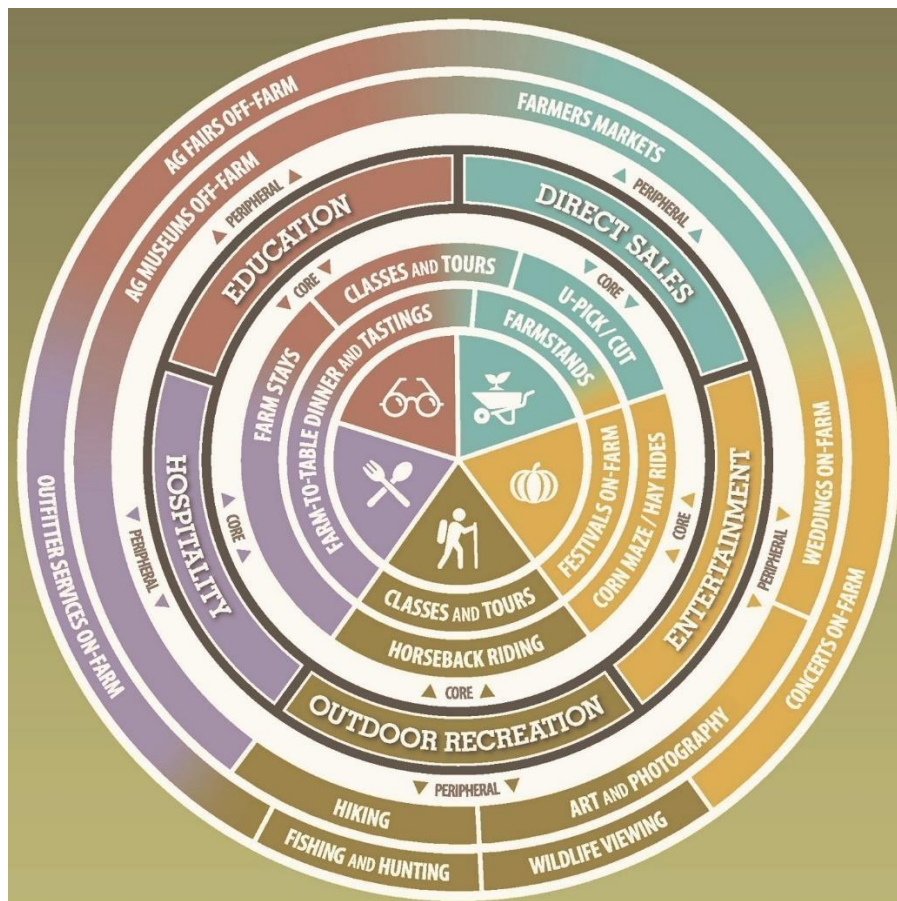 AG FAIRS OFF-FARM
FARMERS MARKETS
AG MUSEUMS OFF-FARM
PERIPHERAL
PERIPHERAL
EDUCATION
DIRECT SALES
CORE
CLASSES AND TOURS
CORE
U-PICK / CUT
FARM STAYS
FARM-TO-TABLE DINNER AND TASTINGS
FARMSTANDS
OUTFITTER SERVICES ON-FARM
HOSPITALITY
PERIPHERAL
CORE
FESTIVALS ON-FARM
CORN MAZE / HAY RIDES
CORE
ENTERTAINMENT
PERIPHERAL
WEDDINGS ON-FARM
CONCERTS ON-FARM
CLASSES AND TOURS
HORSEBACK RIDING
CORE
OUTDOOR RECREATION
PERIPHERAL
HIKING
ART AND PHOTOGRAPHY
FISHING AND HUNTING
WILDLIFE VIEWING